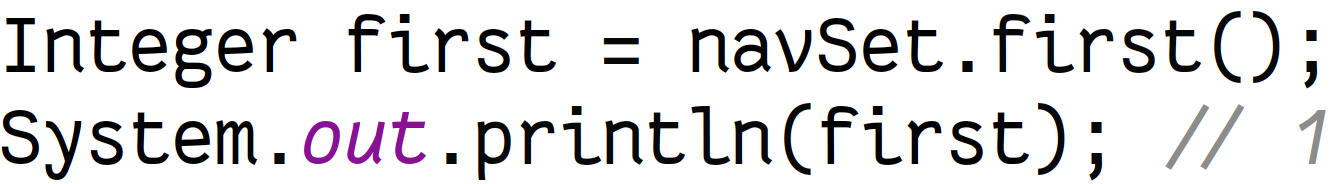 Integer first = navSet.first();
System.out.println(first); // 1